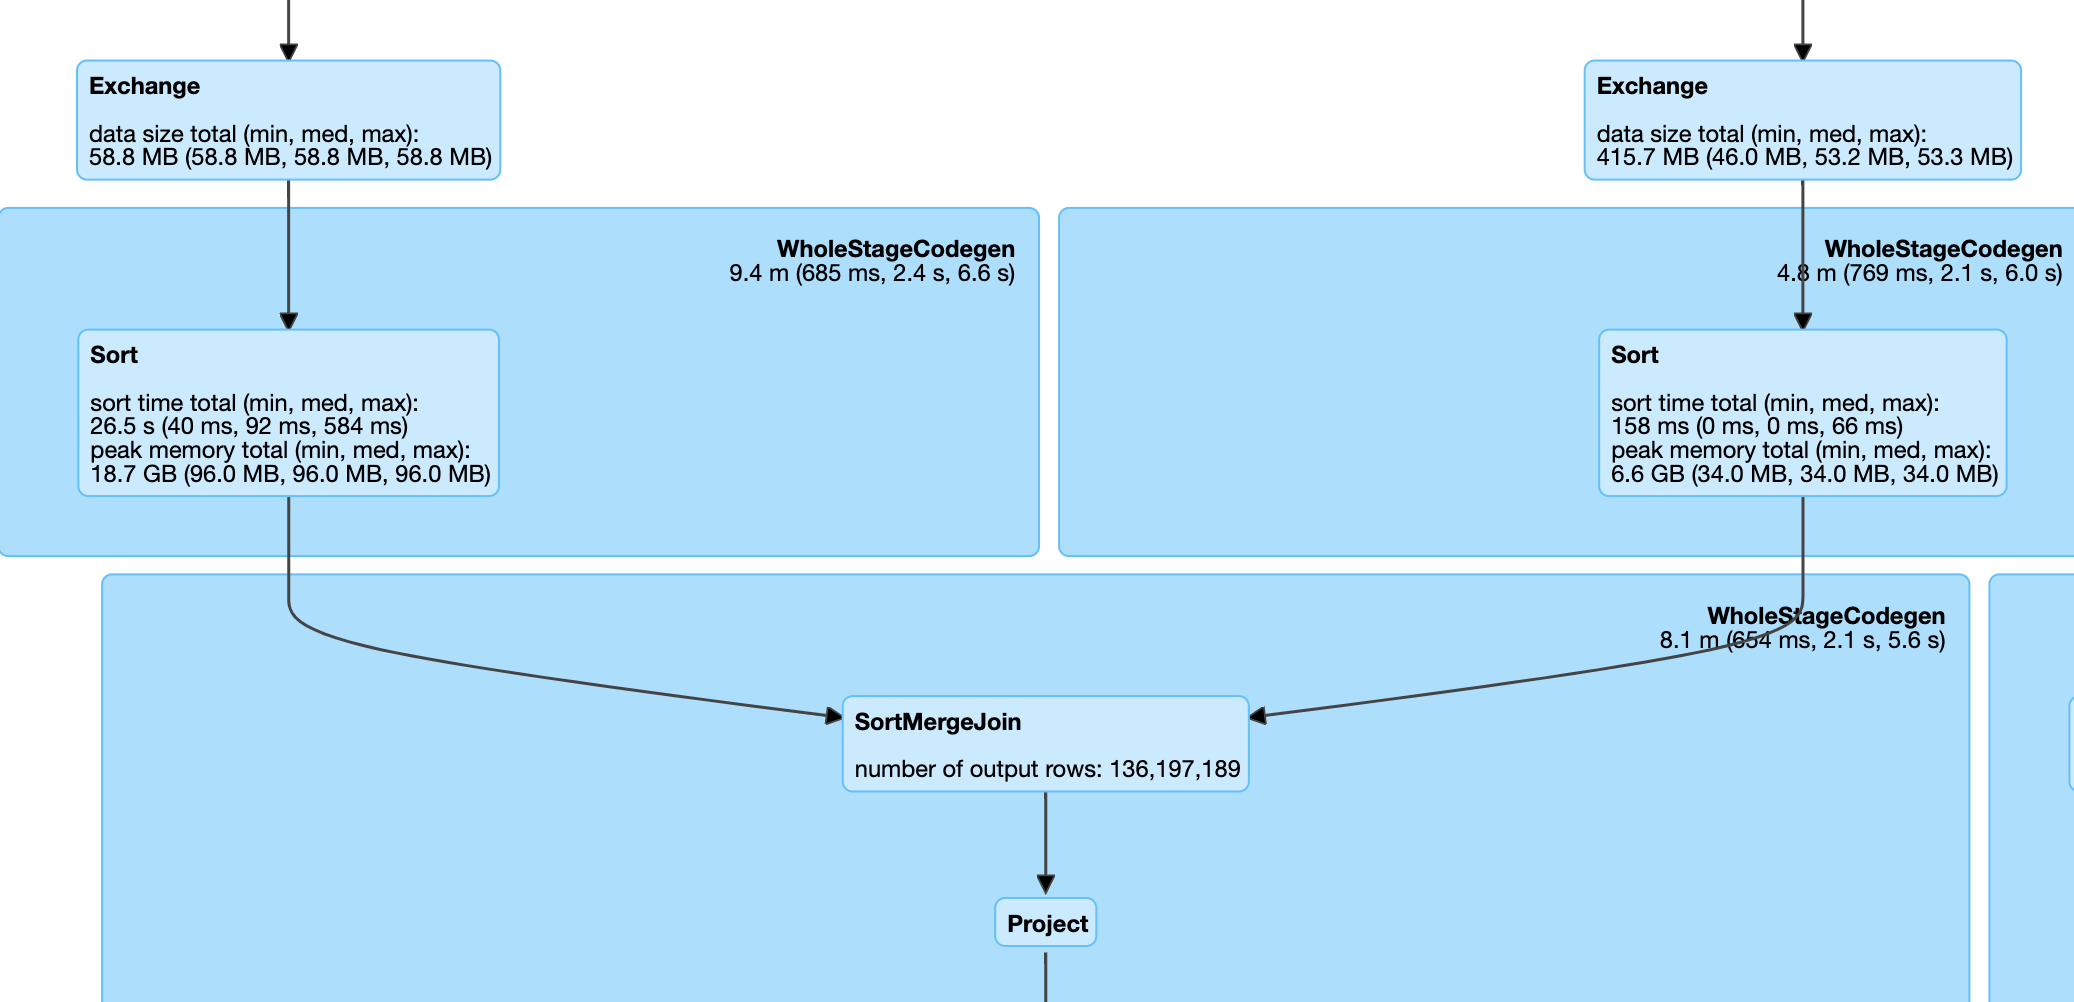 Exchange
data size total (min, med, max):
58.8 MB (58.8 MB, 58.8 MB, 58.8 MB)
Exchange
data size total (min, med, max):
415.7 MB (46.0 MB, 53.2 MB, 53.3 MB)
WholeStageCodegen
9.4 m (685 ms, 2.4 s, 6.6 s)
WholeStageCodegen
4.8 m (769 ms, 2.1 s, 6.0 s)
Sort
sort time total (min, med, max):
26.5 s (40 ms, 92 ms, 584 ms)
peak memory total (min, med, max):
18.7 GB (96.0 MB, 96.0 MB, 96.0 MB)
Sort
sort time total (min, med, max):
158 ms (0 ms, 0 ms, 66 ms)
peak memory total (min, med, max):
6.6 GB (34.0 MB, 34.0 MB, 34.0 MB)
WholeStageCodegen
8.1 m (654 ms, 2.1 s, 5.6 s)
SortMergeJoin
number of output rows: 136,197,189
Project